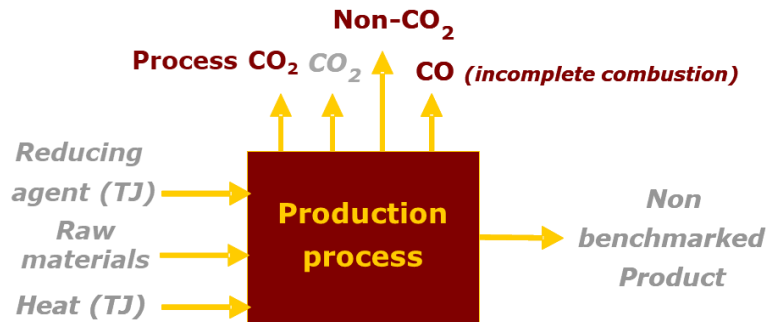 Non-CO₂
Process CO₂ CO₂ CO (incomplete combustion)
Reducing
agent (TJ)
Raw
materials
Heat (TJ)
Production
process
Non
benchmarked
Product